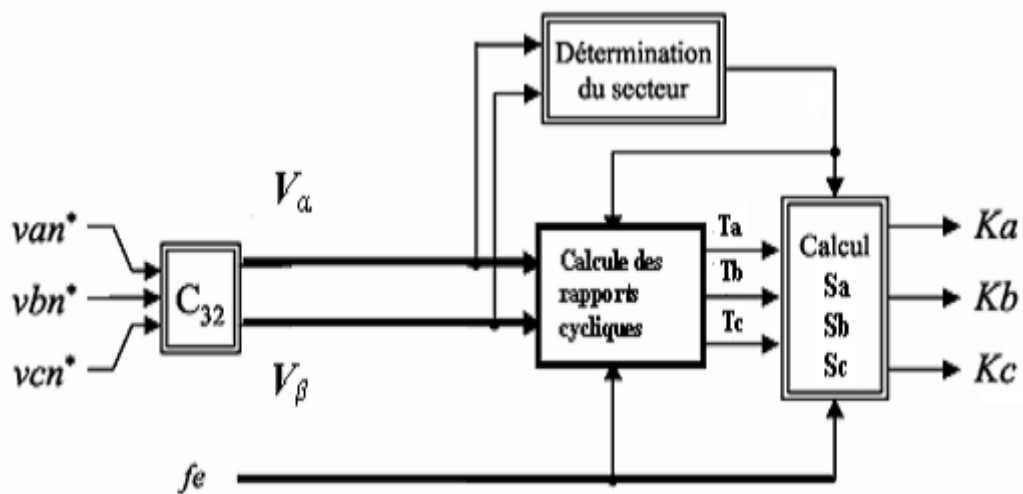 Détermination
du secteur
Vα
van*
vbn*
vcn*
C32
Vβ
Calcule des
rapports
cycliques
Ta
Tb
Tc
Calcul
Sa
Sb
Sc
Ka
Kb
Kc
fe